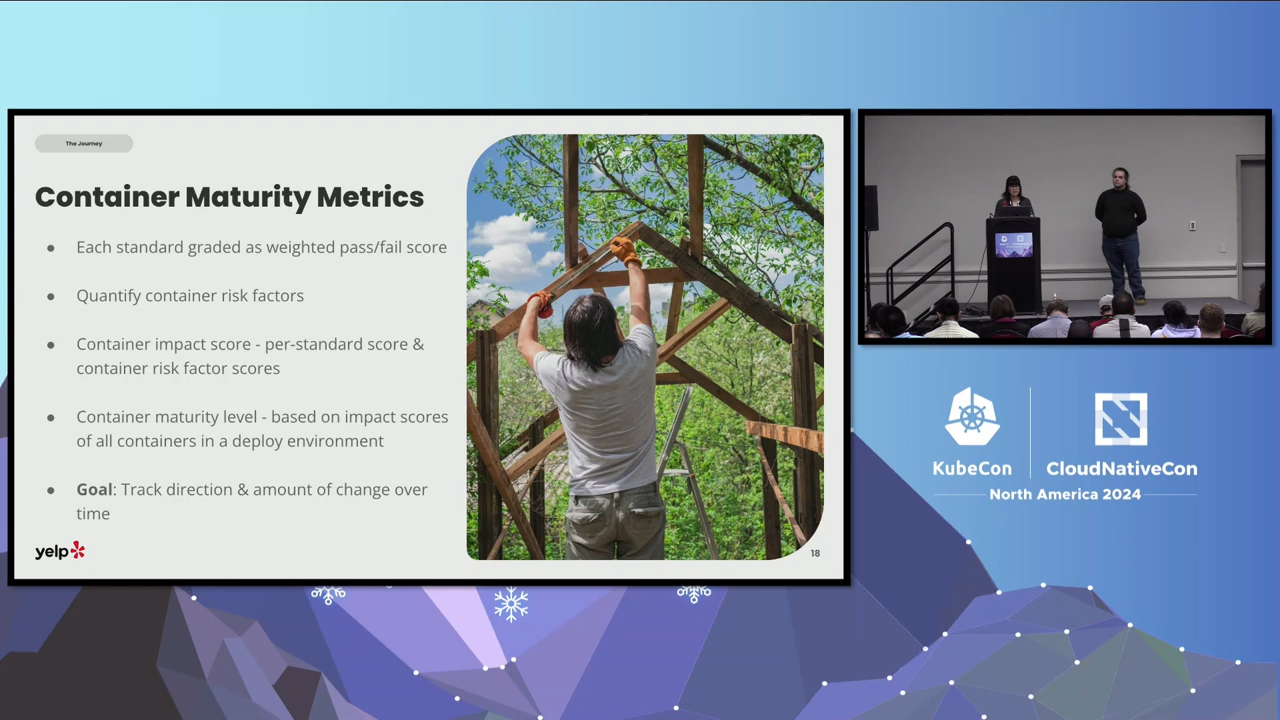 The Journey
Container Maturity Metrics
● Each standard graded as weighted pass/fail score
● Quantify container risk factors
● Container impact score - per-standard score &
container risk factor scores
● Container maturity level - based on impact scores
of all containers in a deploy environment
● Goal: Track direction & amount of change over
time
yelp
18
KubeCon
CloudNativeCon
North America 2024